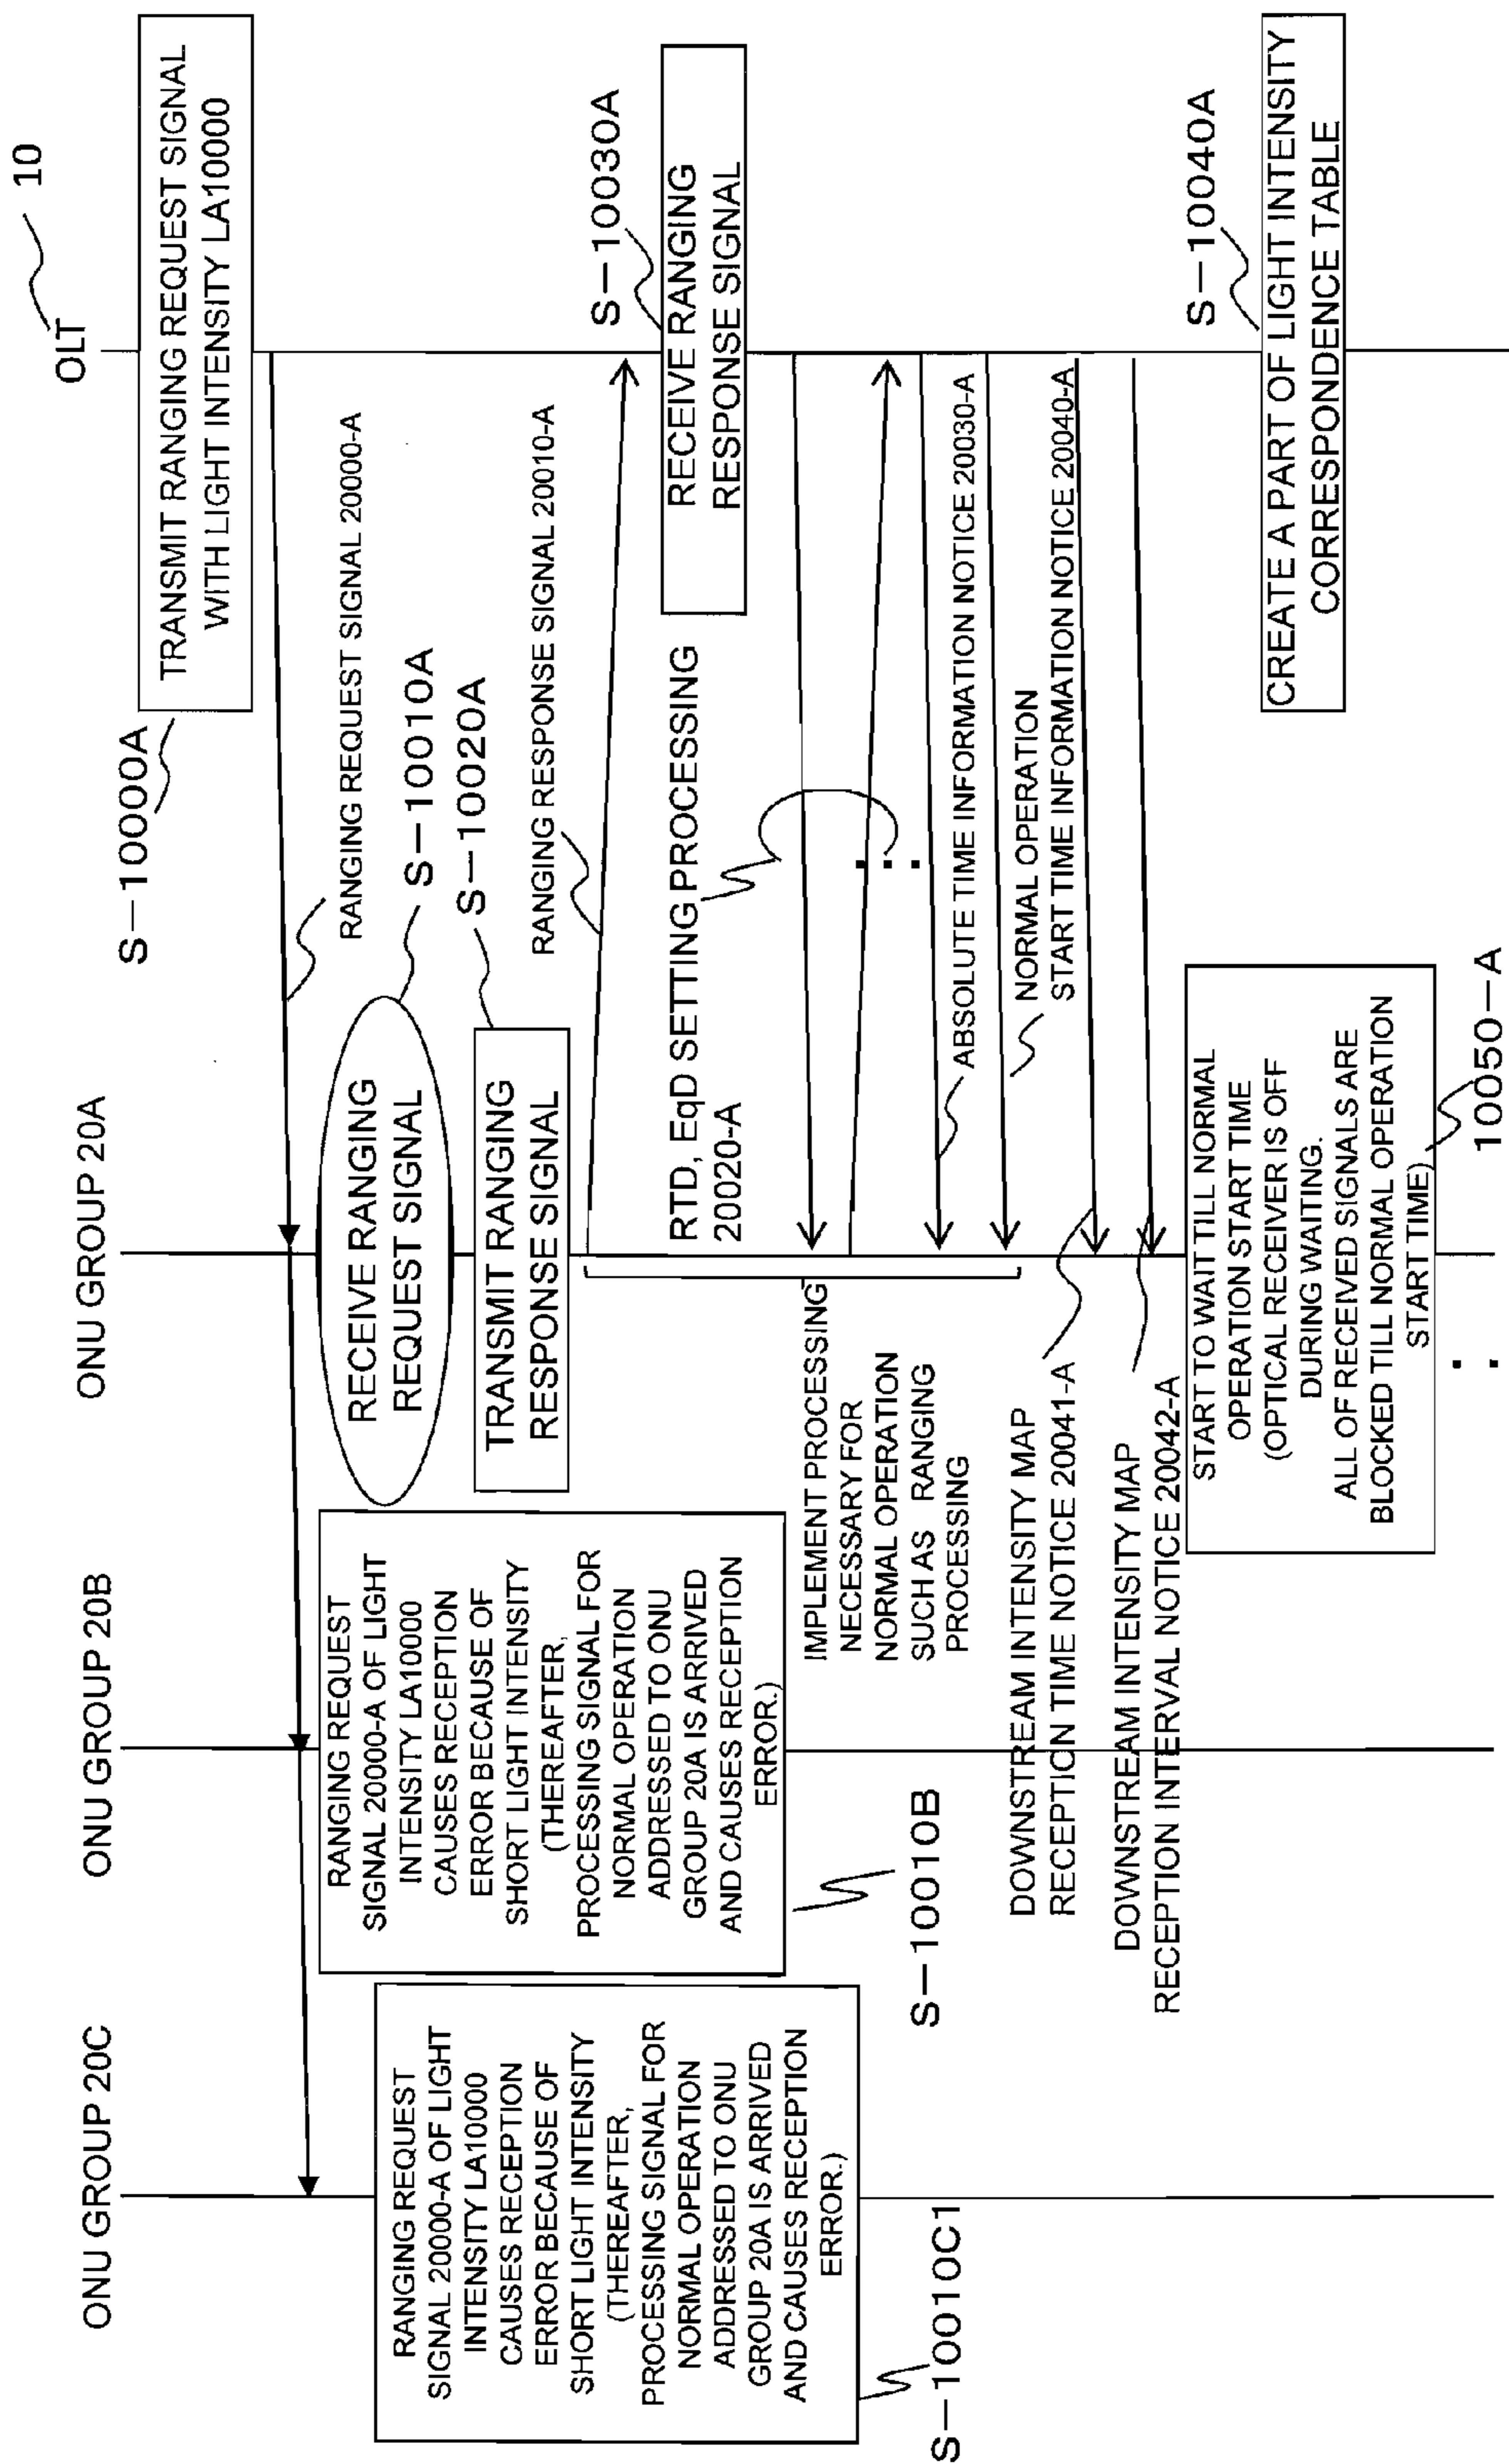 ONU GROUP 20C
ONU GROUP 20B
ONU GROUP 20A
OLT
10
S-10000A
TRANSMIT RANGING REQUEST SIGNAL
WITH LIGHT INTENSITY LA10000
RANGING REQUEST SIGNAL 20000-A
RECEIVE RANGING
REQUEST SIGNAL
S-10010A
S-10020A
TRANSMIT RANGING
RESPONSE SIGNAL
RANGING RESPONSE SIGNAL 20010-A
S-10030A
RECEIVE RANGING
RESPONSE SIGNAL
RANGING REQUEST
SIGNAL 20000-A OF LIGHT
INTENSITY LA10000
CAUSES RECEPTION
ERROR BECAUSE OF
SHORT LIGHT INTENSITY
(THEREAFTER,
PROCESSING SIGNAL FOR
NORMAL OPERATION
ADDRESSED TO ONU
GROUP 20A IS ARRIVED
AND CAUSES RECEPTION
ERROR.)
S-10010C1
RANGING REQUEST
SIGNAL 20000-A OF LIGHT
INTENSITY LA10000
CAUSES RECEPTION
ERROR BECAUSE OF
SHORT LIGHT INTENSITY
(THEREAFTER,
PROCESSING SIGNAL FOR
NORMAL OPERATION
ADDRESSED TO ONU
GROUP 20A IS ARRIVED
AND CAUSES RECEPTION
ERROR.)
S-10010B
RTD, EqD SETTING PROCESSING
20020-A
IMPLEMENT PROCESSING
NECESSARY FOR
NORMAL OPERATION
SUCH AS RANGING
PROCESSING
ABSOLUTE TIME INFORMATION NOTICE 20030-A
NORMAL OPERATION
START TIME INFORMATION NOTICE 20040-A
DOWNSTREAM INTENSITY MAP
RECEPTION TIME NOTICE 20041-A
DOWNSTREAM INTENSITY MAP
RECEPTION INTERVAL NOTICE 20042-A
S-10040A
CREATE A PART OF LIGHT INTENSITY
CORRESPONDENCE TABLE
START TO WAIT TILL NORMAL
OPERATION START TIME
(OPTICAL RECEIVER IS OFF
DURING WAITING.
ALL OF RECEIVED SIGNALS ARE
BLOCKED TILL NORMAL OPERATION
START TIME)
10050-A